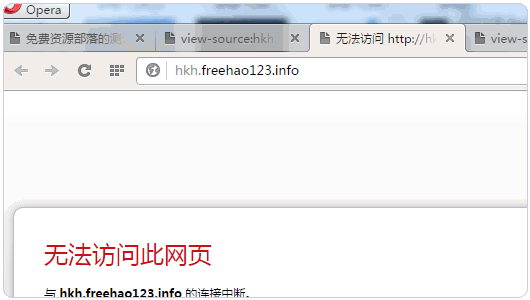 Opera
免费资源部落的测
view-source:hkh.
无法访问 http://hk
view-s
hkh.freehao123.info
无法访问此网页
与 hkh.freehao123.info 的连接中断。